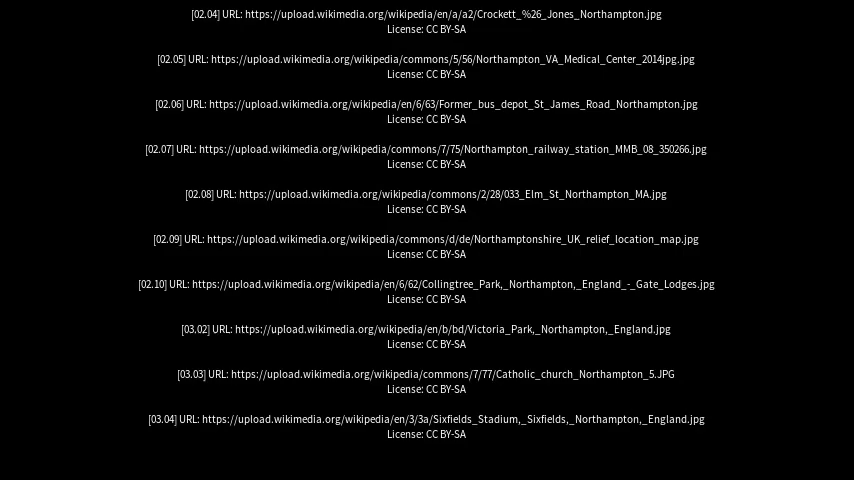 [02.04] URL: https://upload.wikimedia.org/wikipedia/en/a/a2/Crockett_%26_Jones_Northampton.jpg
License: CC BY-SA
[02.05] URL: https://upload.wikimedia.org/wikipedia/commons/5/56/Northampton_VA_Medical_Center_2014jpg.jpg
License: CC BY-SA
[02.06] URL: https://upload.wikimedia.org/wikipedia/en/6/63/Former_bus_depot_St_James_Road_Northampton.jpg
License: CC BY-SA
[02.07] URL: https://upload.wikimedia.org/wikipedia/commons/7/75/Northampton_railway_station_MMB_08_350266.jpg
License: CC BY-SA
[02.08] URL: https://upload.wikimedia.org/wikipedia/commons/2/28/033_Elm_St_Northampton_MA.jpg
License: CC BY-SA
[02.09] URL: https://upload.wikimedia.org/wikipedia/commons/d/de/Northamptonshire_UK_relief_location_map.jpg
License: CC BY-SA
[02.10] URL: https://upload.wikimedia.org/wikipedia/en/6/62/Collingtree_Park,_Northampton,_England_-_Gate_Lodges.jpg
License: CC BY-SA
[03.02] URL: https://upload.wikimedia.org/wikipedia/en/b/bd/Victoria_Park,_Northampton,_England.jpg
License: CC BY-SA
[03.03] URL: https://upload.wikimedia.org/wikipedia/commons/7/77/Catholic_church_Northampton_5.JPG
License: CC BY-SA
[03.04] URL: https://upload.wikimedia.org/wikipedia/en/3/3a/Sixfields_Stadium,_Sixfields,_Northampton,_England.jpg
License: CC BY-SA